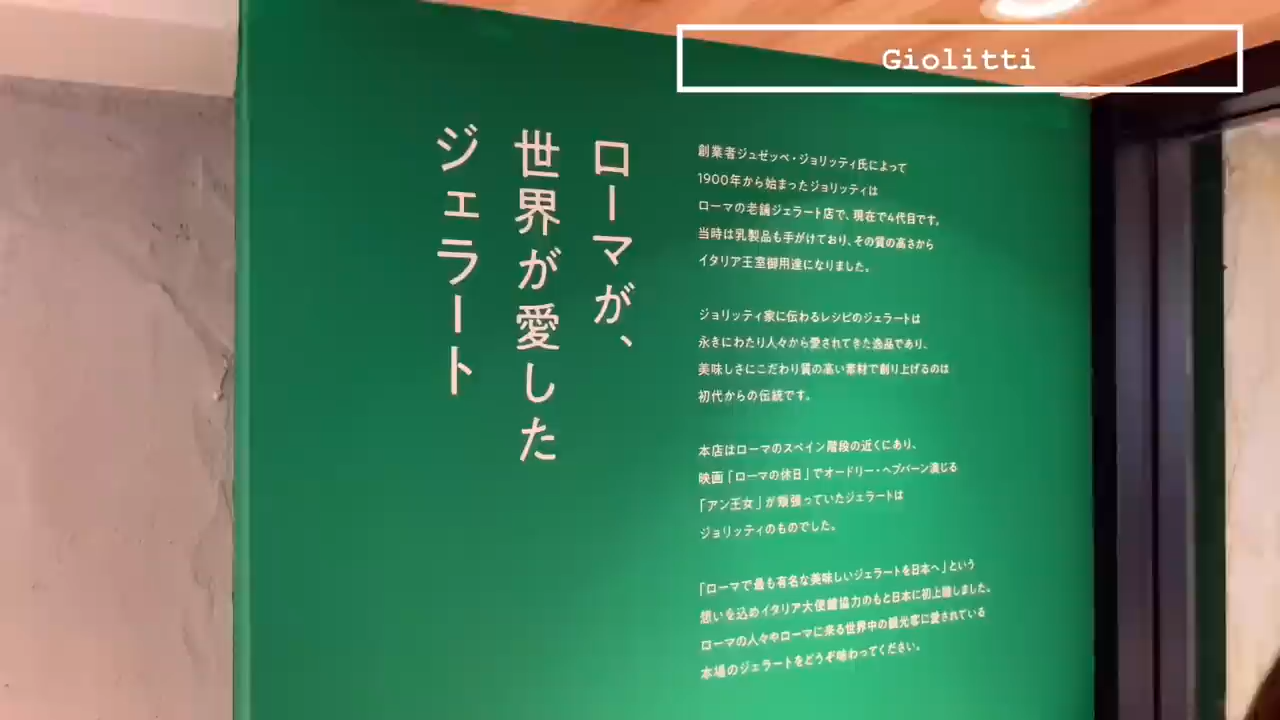 Giolitti
ローマが、
世界が愛した
ジェラート
創業者ジュゼッペ・ジョリッティ氏によって
1900年から始まったジョリッティは
ローマの老舗ジェラート店で、現在で4代目です。
当時は乳製品も手がけており、その質の高さから
イタリア王室御用達になりました。
ジョリッティ家に伝わるレシピのジェラートは
永きにわたり人々から愛されてきた逸品であり、
美味しさにこだわり質の高い素材で創り上げるのは
初代からの伝統です。
本店はローマのスペイン階段の近くにあり、
映画「ローマの休日」でオードリー・ヘプバーン演じる
「アン王女」が頬張っていたジェラートは
ジョリッティのものでした。
「ローマで最も有名な美味しいジェラートを日本へ」という
想いを込めイタリア大使館協力のもと日本に初上陸しました。
ローマの人々やローマに来る世界中の観光客に愛されている
本場のジェラートをどうぞ味わってください。